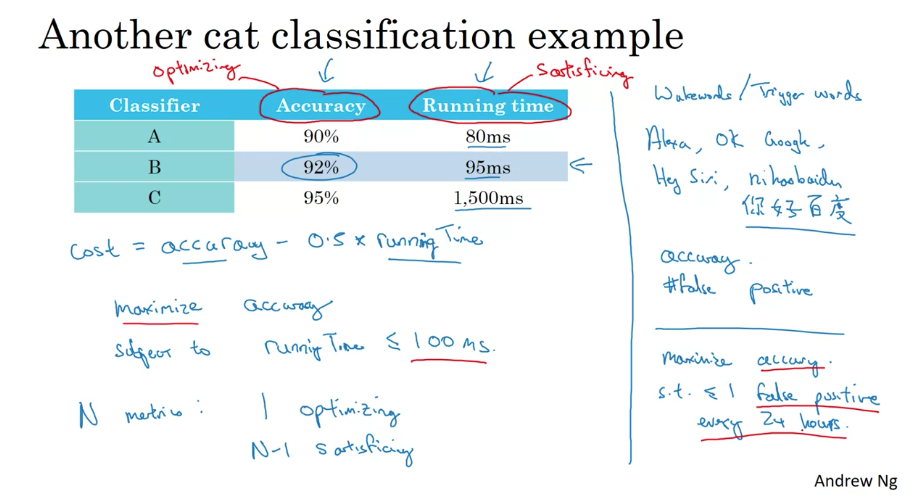 Another cat classification example
Optimizing
Satisficing
Classifier Accuracy Running time
A 90% 80ms
B 92% 95ms
C 95% 1,500ms
Cost = accuracy - 0.5 x runningTime
maximize accuracy
subject to runningTime ≤ 100 ms.
N metrics: 1 optimizing
N-1 satisficing
Wakewords/Trigger words
Alexa, OK Google,
Hey Siri, nihaobaidu
你好百度
accuracy.
#false positive
maximize accuracy.
s.t. ≤ 1 false positive
every 24 hours.
Andrew Ng